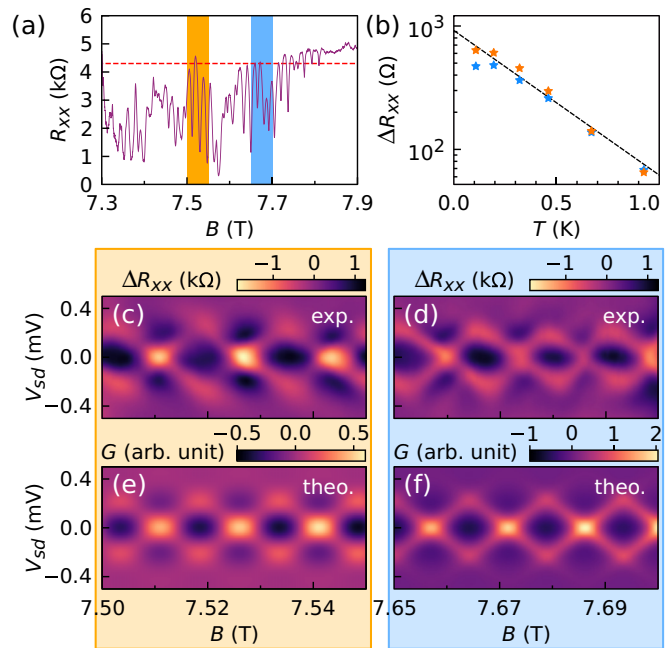 (a)
R_xx (kΩ)
6
5
4
3
2
1
0
7.3 7.5 7.7 7.9
B (T)
(b)
ΔR_xx (Ω)
10³
10²
0.0 0.5 1.0
T (K)
ΔR_xx (kΩ) −1 0 1
(c) exp.
V_sd (mV)
0.4
0.0
−0.4
ΔR_xx (kΩ) −1 0 1
(d) exp.
G (arb. unit) −0.5 0.0 0.5
(e) theo.
V_sd (mV)
0.4
0.0
−0.4
7.50 7.52 7.54
B (T)
G (arb. unit) −1 0 1 2
(f) theo.
7.65 7.67 7.69
B (T)